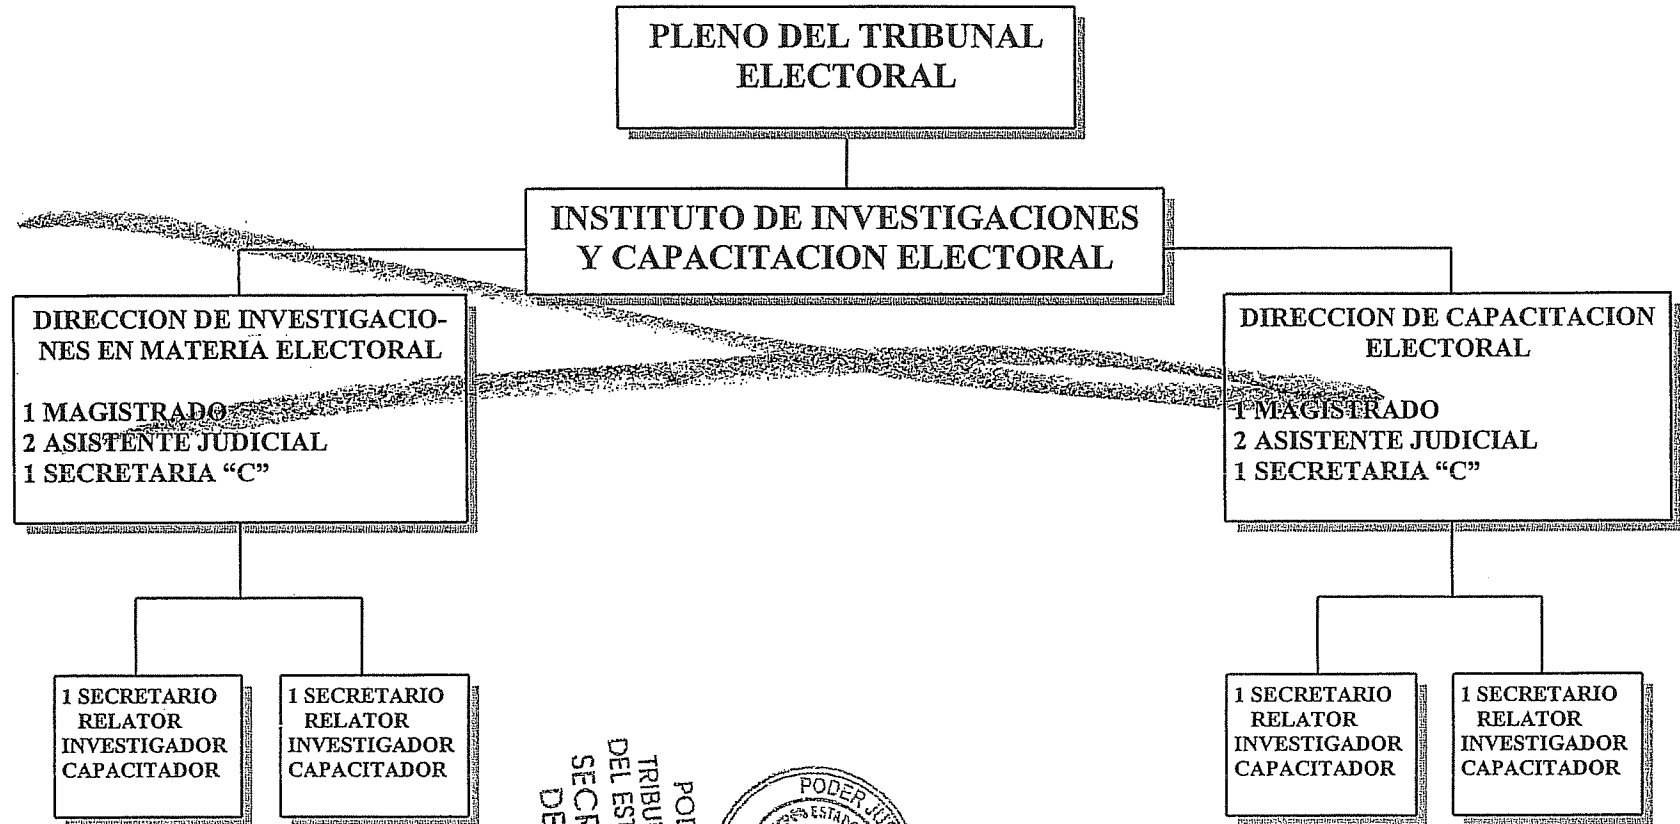 PLENO DEL TRIBUNAL
ELECTORAL
INSTITUTO DE INVESTIGACIONES
Y CAPACITACION ELECTORAL
DIRECCION DE INVESTIGACIO-
NES EN MATERIA ELECTORAL
1 MAGISTRADO
2 ASISTENTE JUDICIAL
1 SECRETARIA “C”
DIRECCION DE CAPACITACION
ELECTORAL
1 MAGISTRADO
2 ASISTENTE JUDICIAL
1 SECRETARIA “C”
1 SECRETARIO
RELATOR
INVESTIGADOR
CAPACITADOR
1 SECRETARIO
RELATOR
INVESTIGADOR
CAPACITADOR
1 SECRETARIO
RELATOR
INVESTIGADOR
CAPACITADOR
1 SECRETARIO
RELATOR
INVESTIGADOR
CAPACITADOR
PODER